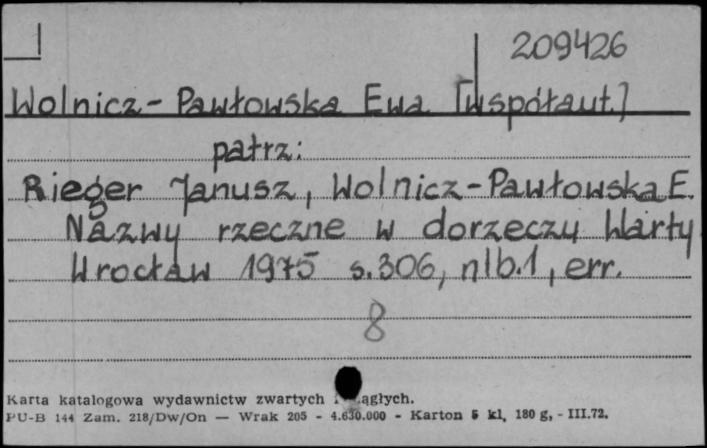 209426
Wolnicz-Pawłowska Ewa [współaut.]
patrz:
Rieger Janusz, Wolnicz-Pawłowska E.
Nazwy rzeczne w dorzeczu Warty
Wrocław 1975 s.306, nlb.1, err.
8
Karta katalogowa wydawnictw zwartych ągłych.
PU-B 144 Zam. 218/Dw/On — Wrak 205 - 4.630.000 - Karton 5 kl, 180 g, - III.72.